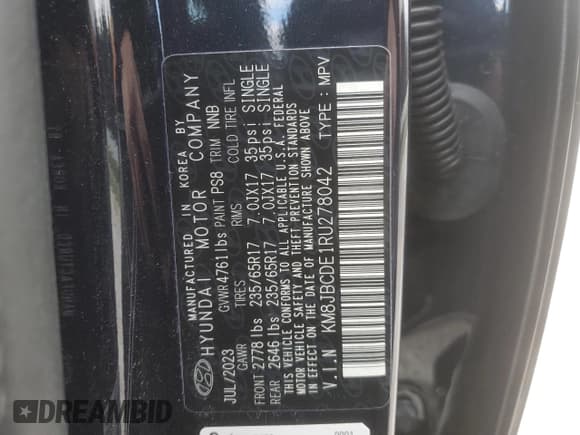 MANUFACTURED IN KOREA BY
HYUNDAI MOTOR COMPANY
JUL/2023 GVWR 4761 lbs PAINT PS8 TRIM NNB
GAWR TIRES RIMS COLD TIRE INFL
FRONT 2778 lbs 235/65R17 7.0JX17 35psi SINGLE
REAR 2646 lbs 235/65R17 7.0JX17 35psi SINGLE
THIS VEHICLE CONFORMS TO ALL APPLICABLE U.S.A. FEDERAL
MOTOR VEHICLE SAFETY AND THEFT PREVENTION STANDARDS
IN EFFECT ON THE DATE OF MANUFACTURE SHOWN ABOVE
V.I.N KM8JBCDE1RU278042 TYPE : MPV
DREAMBID